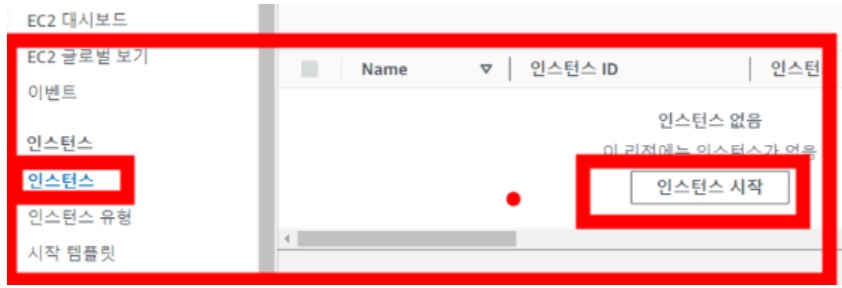 EC2 대시보드
EC2 글로벌 보기
이벤트
인스턴스
인스턴스
인스턴스 유형
시작 템플릿
Name 인스턴스 ID 인스턴
인스턴스 없음
이 리전에는 인스턴스가 없음
인스턴스 시작